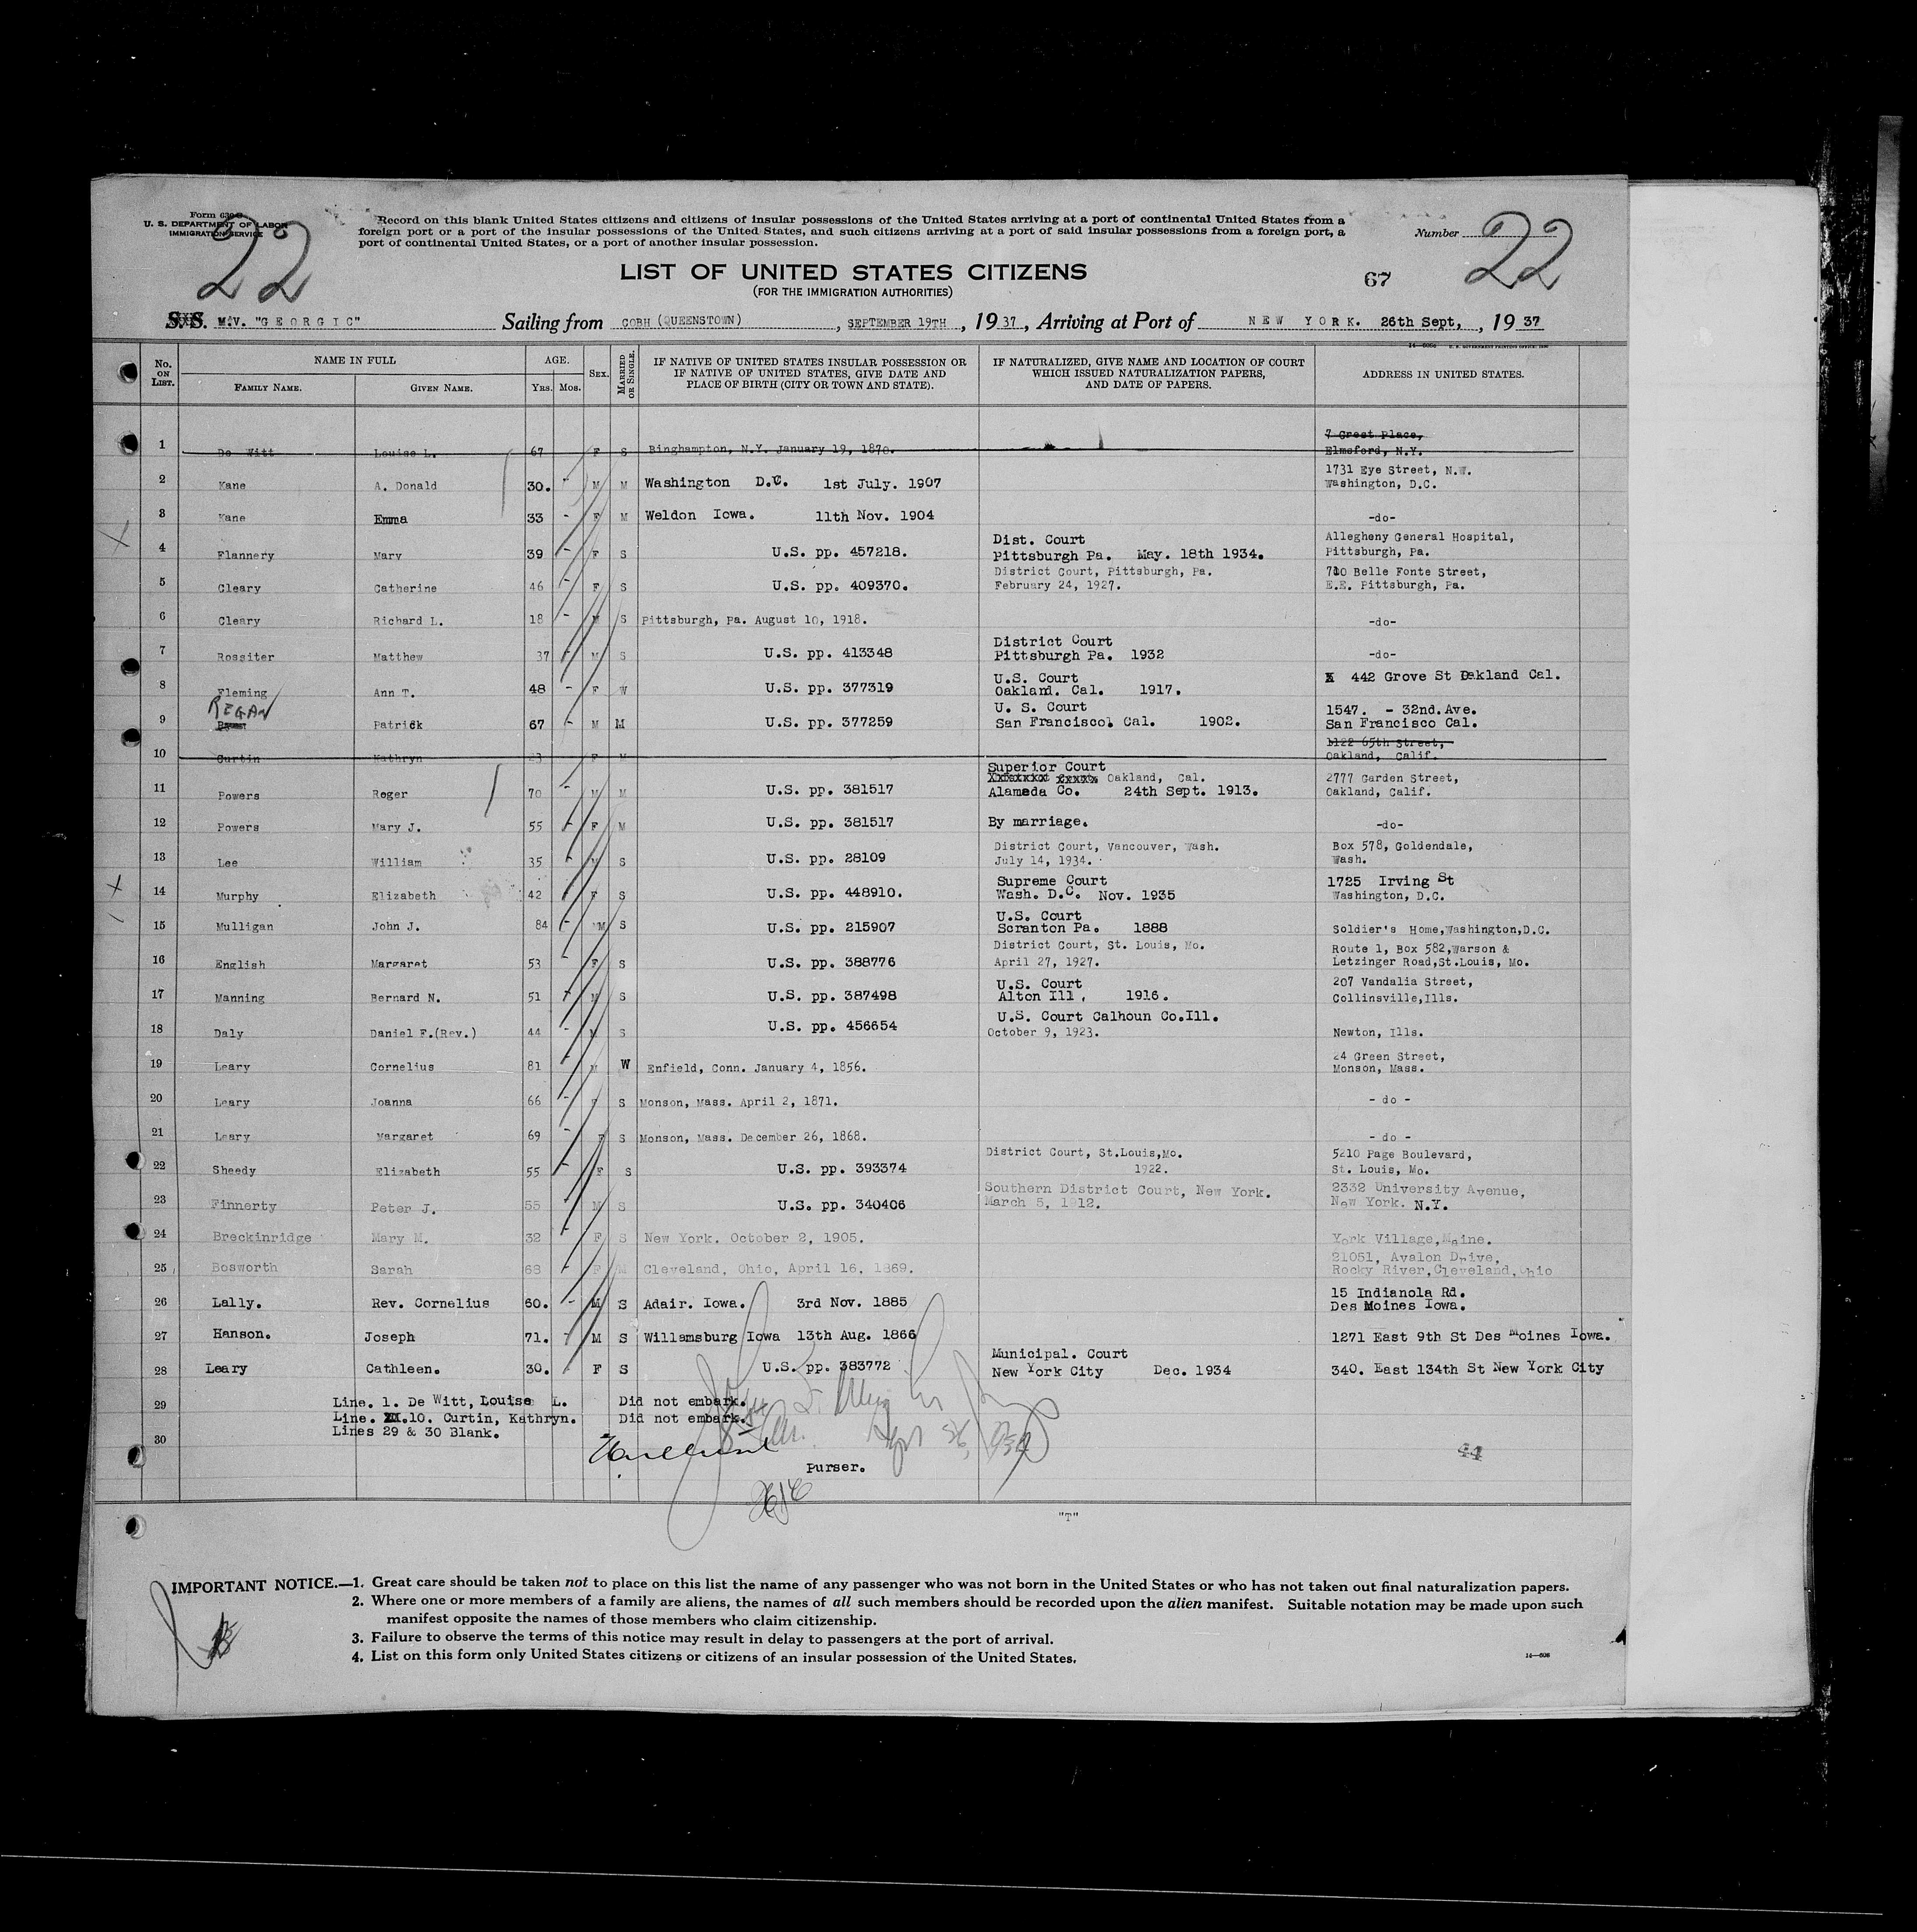 Form 630-B
U. S. DEPARTMENT OF LABOR
IMMIGRATION SERVICE
22
Record on this blank United States citizens and citizens of insular possessions of the United States arriving at a port of continental United States from a
foreign port or a port of the insular possessions of the United States, and such citizens arriving at a port of said insular possessions from a foreign port, a
port of continental United States, or a port of another insular possession.
Number 22
LIST OF UNITED STATES CITIZENS
(FOR THE IMMIGRATION AUTHORITIES)
67
S.S. M.V. "G E O R G I C" Sailing from COBH (QUEENSTOWN), SEPTEMBER 19TH, 1937, Arriving at Port of N E W Y O R K. 26th Sept, , 19 37
No. ON LIST. NAME IN FULL FAMILY NAME. GIVEN NAME. AGE. Yrs. Mos. SEX. MARRIED OR SINGLE. IF NATIVE OF UNITED STATES INSULAR POSSESSION OR IF NATIVE OF UNITED STATES, GIVE DATE AND PLACE OF BIRTH (CITY OR TOWN AND STATE). IF NATURALIZED, GIVE NAME AND LOCATION OF COURT WHICH ISSUED NATURALIZATION PAPERS, AND DATE OF PAPERS. ADDRESS IN UNITED STATES.
1 De Witt Louise L. 67 F S Binghampton, N.Y. January 19, 1870. 7 Crest Place, Elmsford, N.Y.
2 Kane A. Donald 30. - M M Washington D.C. 1st July. 1907 1731 Eye Street, N.W. Washington, D.C.
3 Kane Emma 33 - F M Weldon Iowa. 11th Nov. 1904 -do-
4 Flannery Mary 39 - F S U.S. pp. 457218. Dist. Court Pittsburgh Pa. May. 18th 1934. Allegheny General Hospital, Pittsburgh, Pa.
5 Cleary Catherine 46 - F S U.S. pp. 409370. District Court, Pittsburgh, Pa. February 24, 1927. 710 Belle Fonte Street, E.E. Pittsburgh, Pa.
6 Cleary Richard L. 18 - M S Pittsburgh, Pa. August 10, 1918. -do-
7 Rossiter Matthew 37 - M S U.S. pp. 413348 District Court Pittsburgh Pa. 1932 -do-
8 Fleming Ann T. 48 - F W U.S. pp. 377319 U.S. Court Oakland. Cal. 1917. X 442 Grove St Oakland Cal.
9 REGAN Patrick 67 - M M U.S. pp. 377259 U. S. Court San Francisco. Cal. 1902. 1547. - 32nd. Ave. San Francisco Cal.
10 Curtin Kathryn 23 F M 1122 65th Street, Oakland, Calif.
11 Powers Roger 70 - M M U.S. pp. 381517 Superior Court Oakland, Cal. Alameda Co. 24th Sept. 1913. 2777 Garden Street, Oakland, Calif.
12 Powers Mary J. 55 - F M U.S. pp. 381517 By marriage. -do-
13 Lee William 35 - M S U.S. pp. 28109 District Court, Vancouver, Wash. July 14, 1934. Box 578, Goldendale, Wash.
14 Murphy Elizabeth 42 - F S U.S. pp. 448910. Supreme Court Wash. D.C. Nov. 1935 1725 Irving St Washington, D.C.
15 Mulligan John J. 84 - M S U.S. pp. 215907 U.S. Court Scranton Pa. 1888 Soldier's Home,Washington,D.C.
16 English Margaret 53 - F S U.S. pp. 388776 District Court, St. Louis, Mo. April 27, 1927. Route 1, Box 582,Warson & Letzinger Road,St.Louis, Mo.
17 Manning Bernard N. 51 - M S U.S. pp. 387498 U.S. Court Alton Ill. 1916. 207 Vandalia Street, Collinsville,Ills.
18 Daly Daniel F.(Rev.) 44 - M S U.S. pp. 456654 U.S. Court Calhoun Co.Ill. October 9, 1923. Newton, Ills.
19 Leary Cornelius 81 - M W Enfield, Conn. January 4, 1856. 24 Green Street, Monson, Mass.
20 Leary Joanna 66 - F S Monson, Mass. April 2, 1871. - do -
21 Leary Margaret 69 - F S Monson, Mass. December 26, 1868. - do -
22 Sheedy Elizabeth 55 - F S U.S. pp. 393374 District Court, St.Louis,Mo. 1922. 5210 Page Boulevard, St. Louis, Mo.
23 Finnerty Peter J. 55 - M S U.S. pp. 340406 Southern District Court, New York. March 5, 1912. 2332 University Avenue, New York. N.Y.
24 Breckinridge Mary M. 32 - F S New York. October 2, 1905. York Village,Maine.
25 Bosworth Sarah 68 - F M Cleveland, Ohio, April 16, 1869. 21051, Avalon Drive, Rocky River,Cleveland,Ohio
26 Lally. Rev. Cornelius 60. - M S Adair. Iowa. 3rd Nov. 1885 15 Indianola Rd. Des Moines Iowa.
27 Hanson. Joseph 71. - M S Willamsburg Iowa 13th Aug. 1866 1271 East 9th St Des Moines Iowa.
28 Leary Cathleen. 30. - F S U.S. pp. 383772 Municipal. Court New York City Dec. 1934 340. East 134th St New York City
29 Line. 1. De Witt, Louise L. Did not embark.
Line. 10. Curtin, Kathryn. Did not embark.
Lines 29 & 30 Blank.
30
Purser.
44
"T"
IMPORTANT NOTICE.—1. Great care should be taken not to place on this list the name of any passenger who was not born in the United States or who has not taken out final naturalization papers.
2. Where one or more members of a family are aliens, the names of all such members should be recorded upon the alien manifest. Suitable notation may be made upon such
manifest opposite the names of those members who claim citizenship.
3. Failure to observe the terms of this notice may result in delay to passengers at the port of arrival.
4. List on this form only United States citizens or citizens of an insular possession of the United States.
14—608